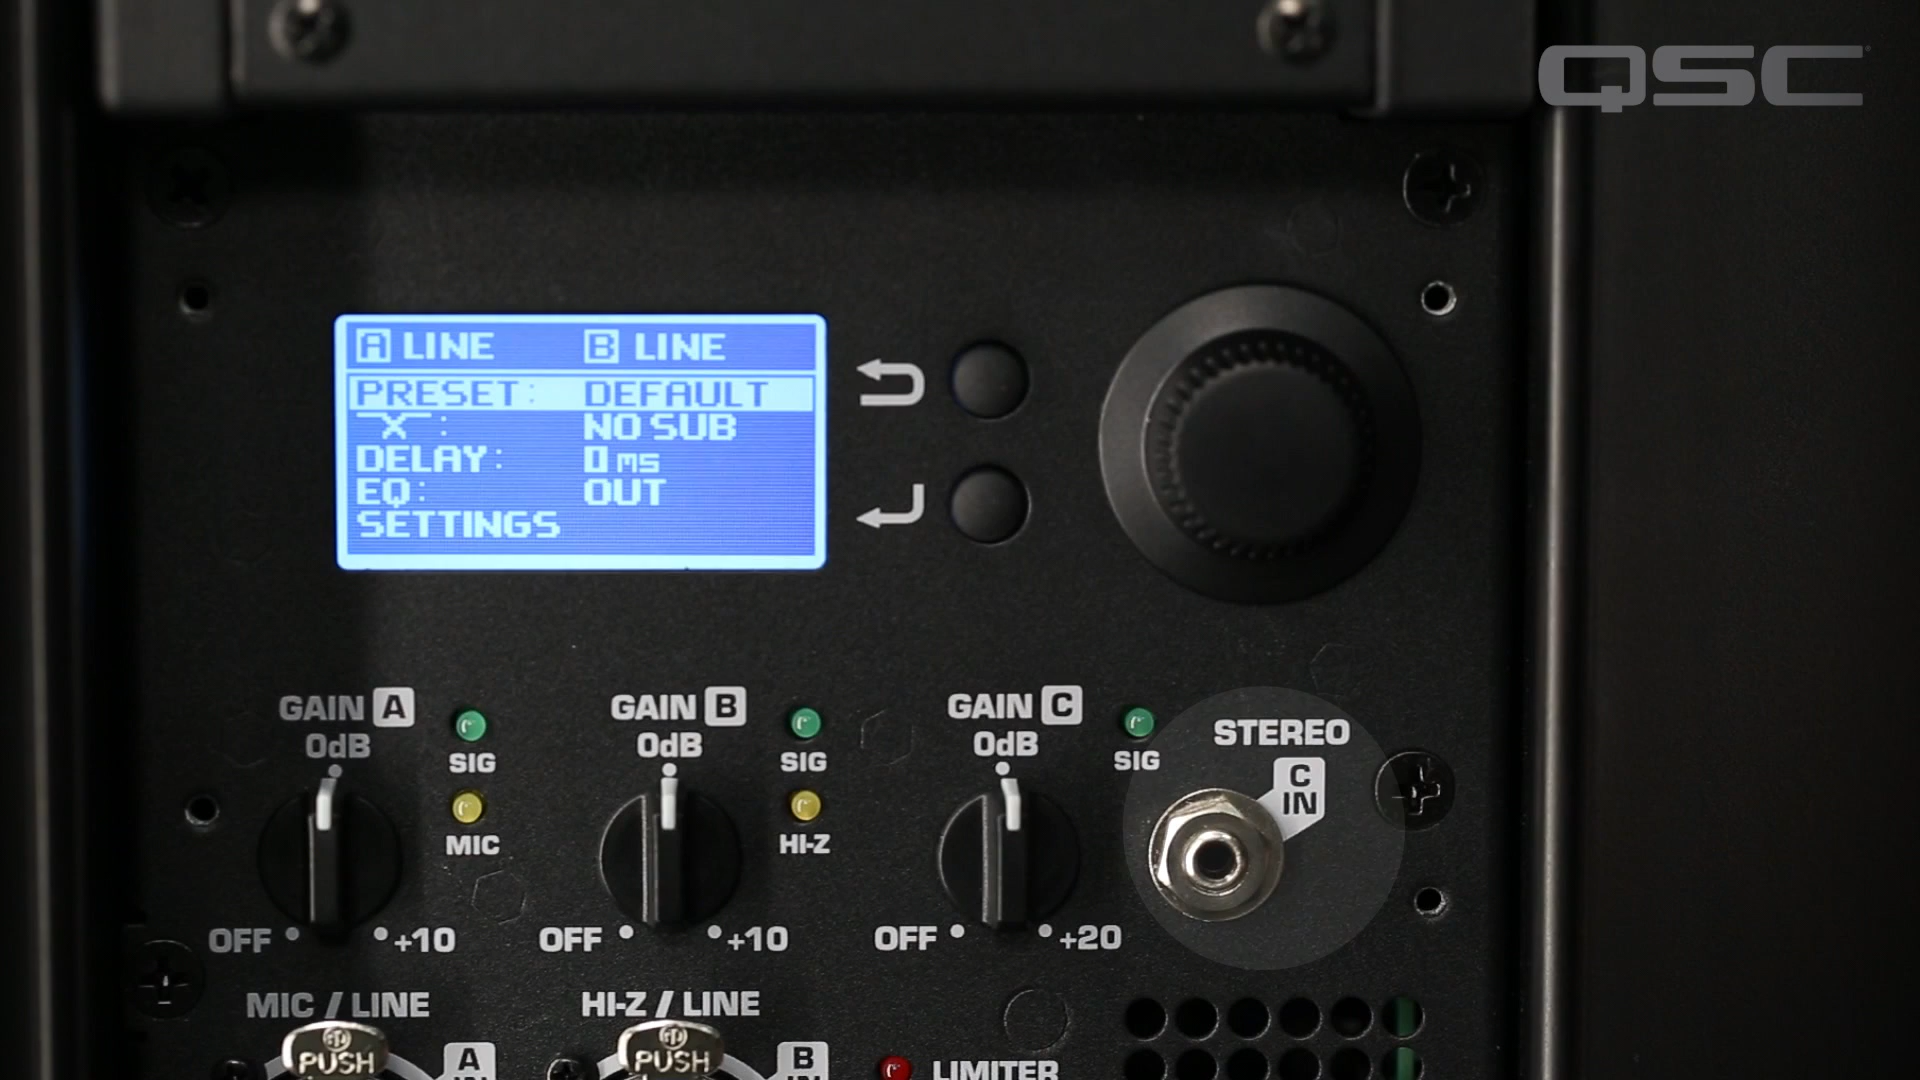 QSC
A LINE B LINE
PRESET: DEFAULT
X: NO SUB
DELAY: 0 ms
EQ: OUT
SETTINGS
GAIN A
0dB
SIG
MIC
OFF +10
GAIN B
0dB
SIG
HI-Z
OFF +10
GAIN C
0dB
SIG
OFF +20
STEREO
C
IN
MIC / LINE
PUSH
A
IN
HI-Z / LINE
PUSH
B
IN
LIMITER